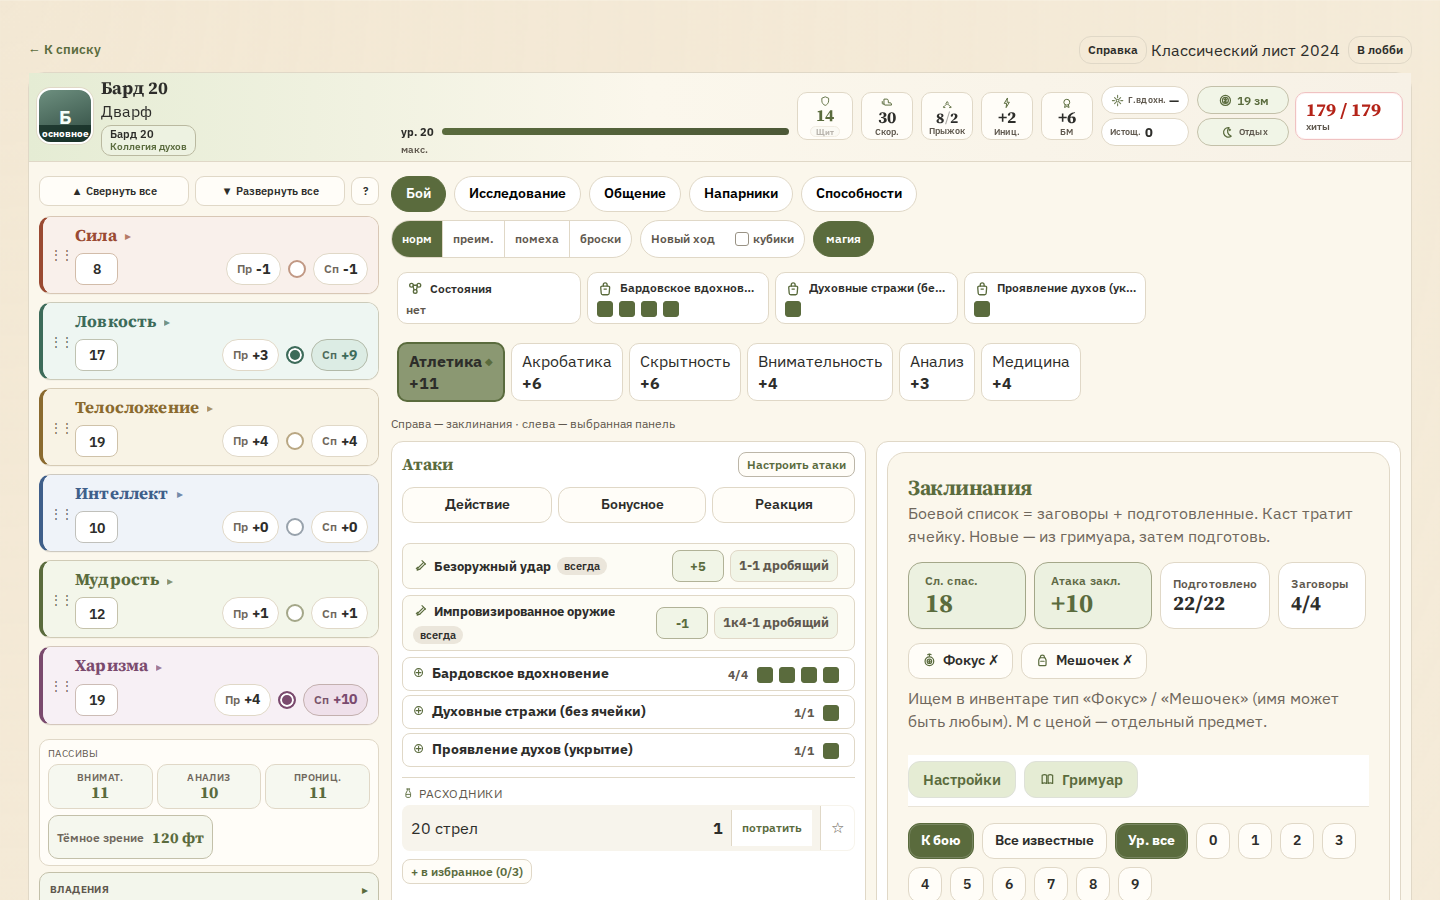 ← К списку
Справка Классический лист 2024 В лобби
Б
основное
Бард 20
Дварф
Бард 20
Коллегия духов
ур. 20
макс.
14
Щит
30
Скор.
8/2
Прыжок
+2
Иниц.
+6
БМ
Г.вдохн. —
Истощ. 0
19 зм
Отдых
179 / 179
хиты
▲ Свернуть все ▼ Развернуть все ?
Сила ▸
8 Пр -1 Сп -1
Ловкость ▸
17 Пр +3 Сп +9
Телосложение ▸
19 Пр +4 Сп +4
Интеллект ▸
10 Пр +0 Сп +0
Мудрость ▸
12 Пр +1 Сп +1
Харизма ▸
19 Пр +4 Сп +10
ПАССИВЫ
ВНИМАТ. АНАЛИЗ ПРОНИЦ.
11 10 11
Тёмное зрение 120 фт
ВЛАДЕНИЯ ▸
Бой Исследование Общение Напарники Способности
норм преим. помеха броски Новый ход кубики магия
Состояния
нет
Бардовское вдохнов...
Духовные стражи (бе...
Проявление духов (ук...
Атлетика ◆ Акробатика Скрытность Внимательность Анализ Медицина
+11 +6 +6 +4 +3 +4
Справа — заклинания · слева — выбранная панель
Атаки Настроить атаки
Действие Бонусное Реакция
Безоружный удар всегда +5 1-1 дробящий
Импровизированное оружие
всегда
-1 1к4-1 дробящий
Бардовское вдохновение 4/4
Духовные стражи (без ячейки) 1/1
Проявление духов (укрытие) 1/1
РАСХОДНИКИ
20 стрел 1 потратить ☆
+ в избранное (0/3)
Заклинания
Боевой список = заговоры + подготовленные. Каст тратит
ячейку. Новые — из гримуара, затем подготовь.
Сл. спас.
18
Атака закл.
+10
Подготовлено
22/22
Заговоры
4/4
Фокус ✗ Мешочек ✗
Ищем в инвентаре тип «Фокус» / «Мешочек» (имя может
быть любым). М с ценой — отдельный предмет.
Настройки Гримуар
К бою Все известные Ур. все 0 1 2 3
4 5 6 7 8 9